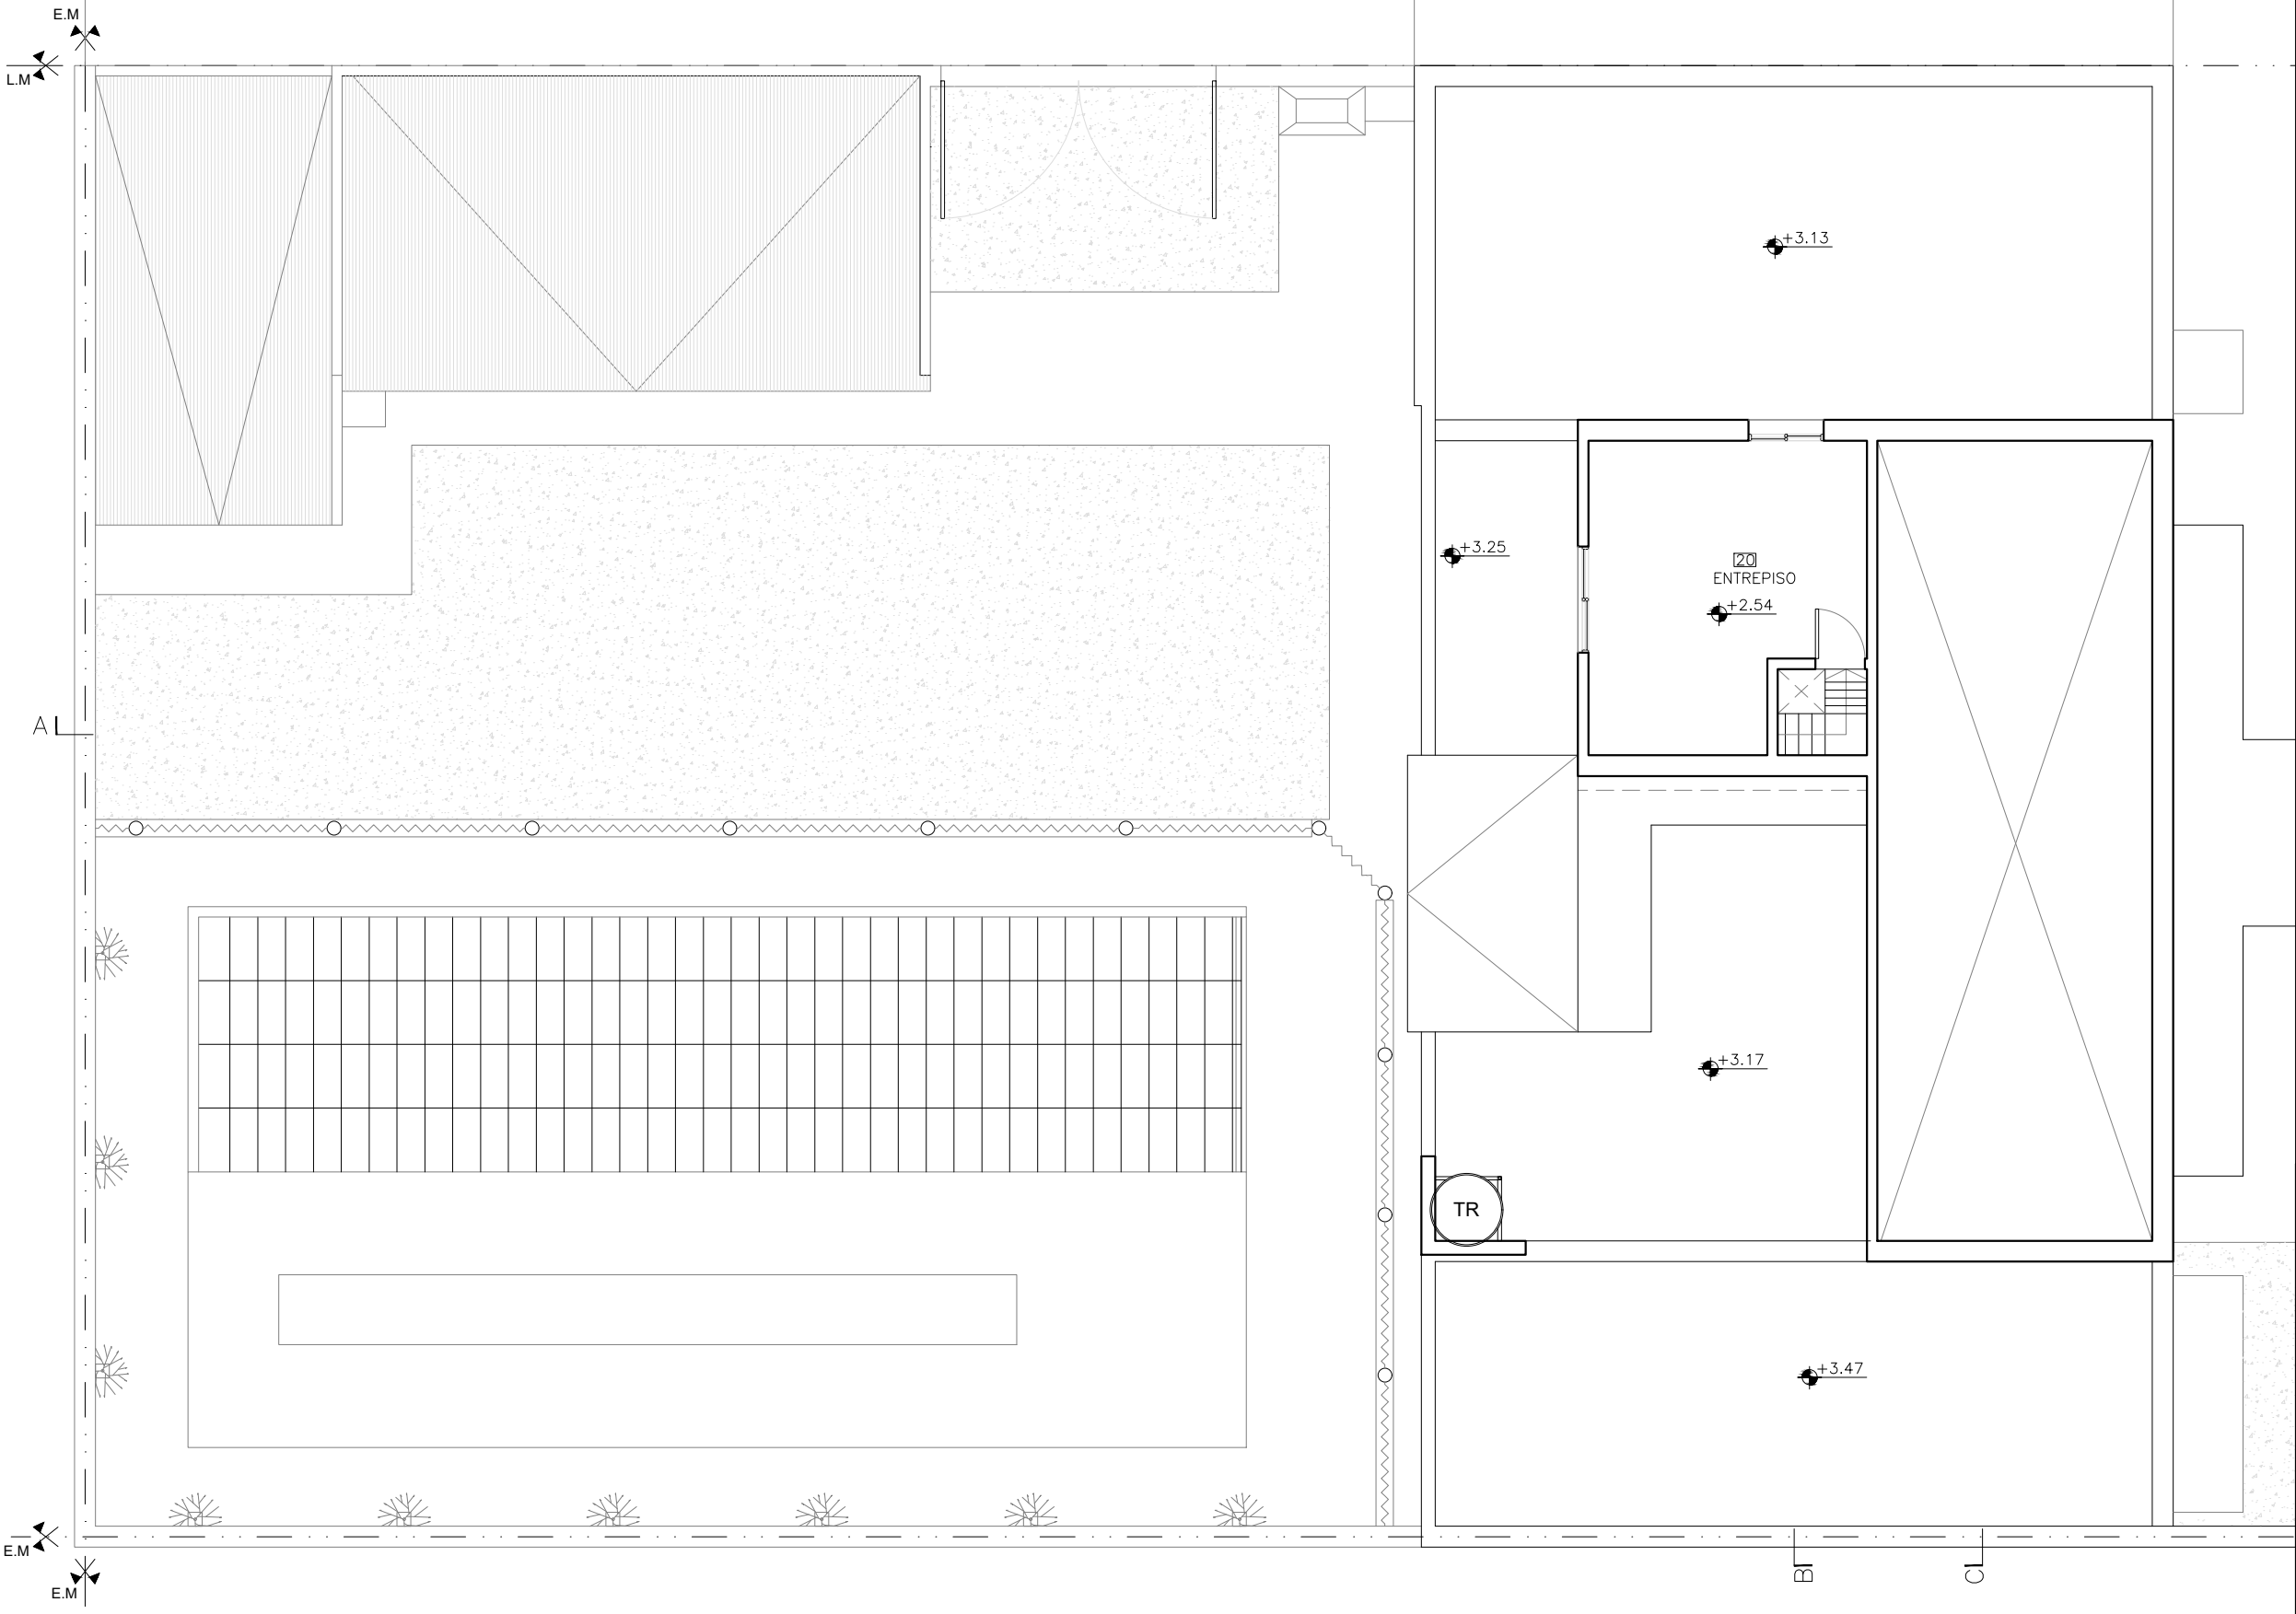 E.M
L.M
+3.13
+3.25
20
ENTREPISO
+2.54
A
+3.17
TR
+3.47
E.M
E.M
B
C